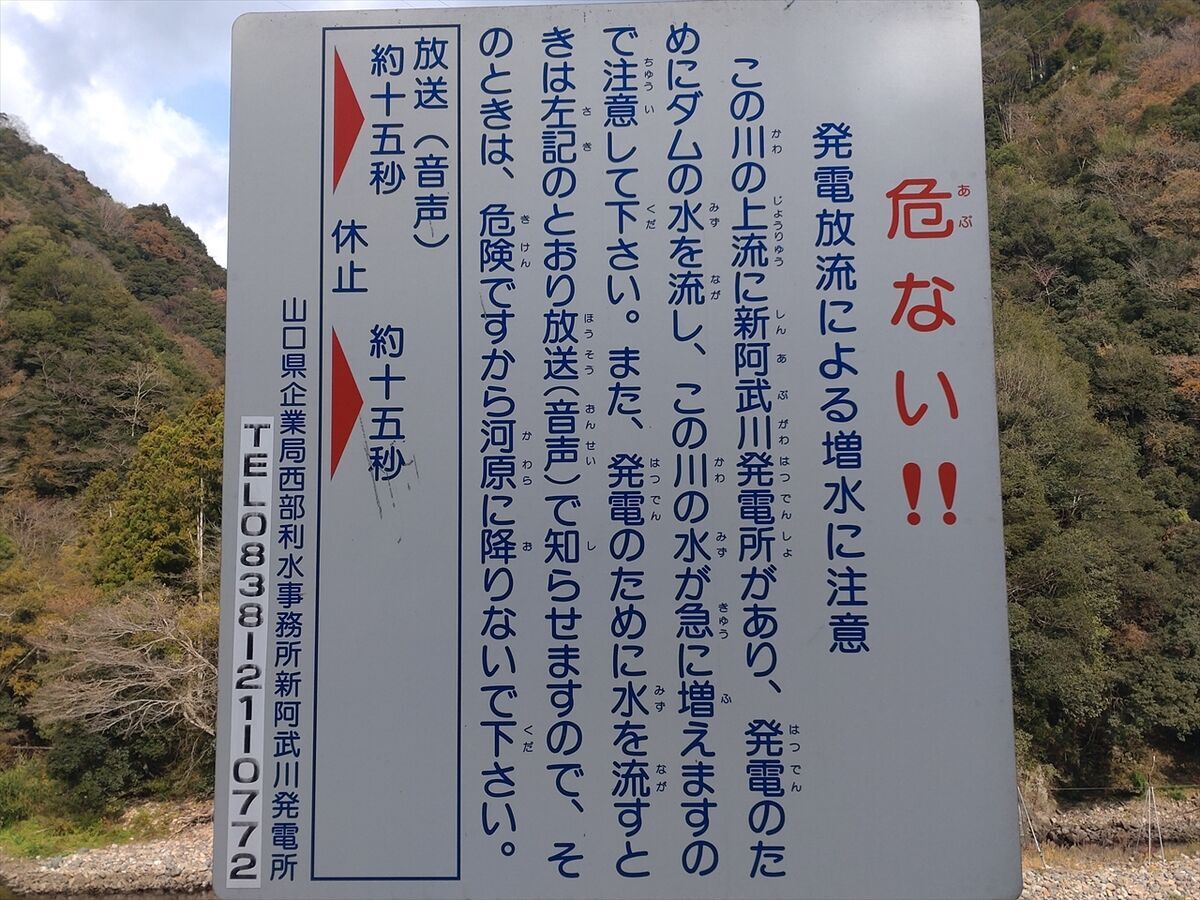 危ない!!
発電放流による増水に注意
この川の上流に新阿武川発電所があり、発電のた
めにダムの水を流し、この川の水が急に増えますの
で注意して下さい。また、発電のために水を流すと
きは左記のとおり放送(音声)で知らせますので、そ
のときは、危険ですから河原に降りないで下さい。
放送(音声)
約十五秒 約十五秒
休止
山口県企業局西部利水事務所新阿武川発電所
TEL0838-21-0772